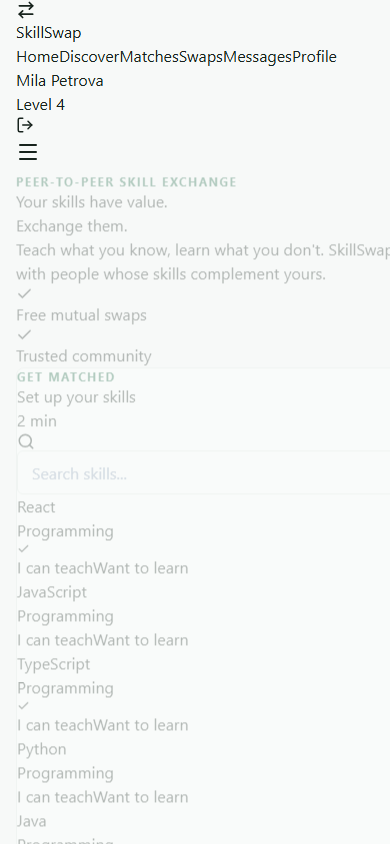 SkillSwap
HomeDiscoverMatchesSwapsMessagesProfile
Mila Petrova
Level 4
PEER-TO-PEER SKILL EXCHANGE
Your skills have value.
Exchange them.
Teach what you know, learn what you don't. SkillSwap
with people whose skills complement yours.
Free mutual swaps
Trusted community
GET MATCHED
Set up your skills
2 min
Search skills...
React
Programming
I can teachWant to learn
JavaScript
Programming
I can teachWant to learn
TypeScript
Programming
I can teachWant to learn
Python
Programming
I can teachWant to learn
Java
Programming